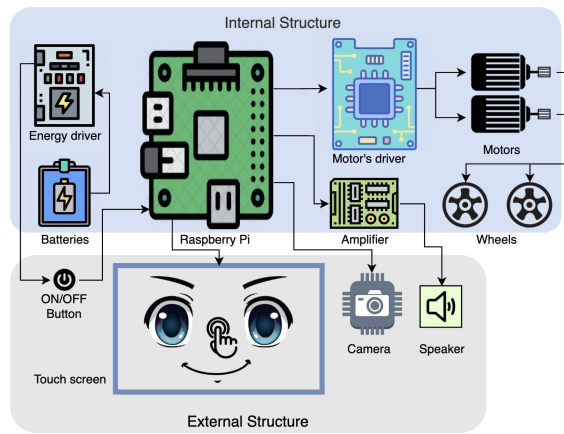 Internal Structure
Energy driver
Motor's driver
Motors
Batteries
Raspberry Pi
Amplifier
Wheels
ON/OFF
Button
Touch screen
Camera
Speaker
External Structure